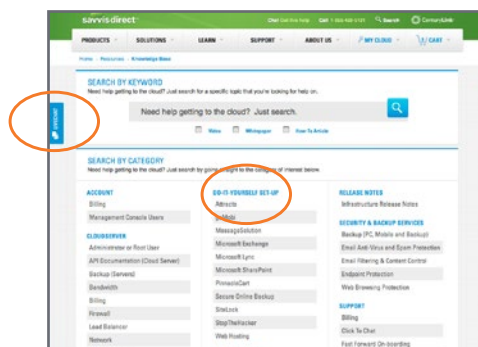 savvisdirect
Chat Call 1 866 Search CenturyLink
PRODUCTS SOLUTIONS LEARN SUPPORT ABOUT US MY CLOUD CART
Home Resources Knowledge Base
SEARCH BY KEYWORD
Need help getting to the cloud? Just search for a specific topic that you're looking for help on.
Need help getting to the cloud? Just search.
Video Whitepaper How To Article
SEARCH BY CATEGORY
Need help getting to the cloud? Just search by going straight to the category of interest below.
ACCOUNT
Billing
Management Console Users
CLOUDSERVER
Administrator or Root User
API Documentation (Cloud Server)
Backup (Servers)
Bandwidth
Billing
Firewall
Load Balancer
Network
DO-IT-YOURSELF SET-UP
Attracta
goMobi
MessageSolution
Microsoft Exchange
Microsoft Lync
Microsoft SharePoint
PinnacleCart
Secure Online Backup
SiteLock
StopTheHacker
Web Hosting
RELEASE NOTES
Infrastructure Release Notes
SECURITY & BACKUP SERVICES
Backup (PC, Mobile and Backup)
Email Anti-Virus and Spam Protection
Email Filtering & Content Control
Endpoint Protection
Web Browsing Protection
SUPPORT
Billing
Click To Chat
Fast Forward On-boarding